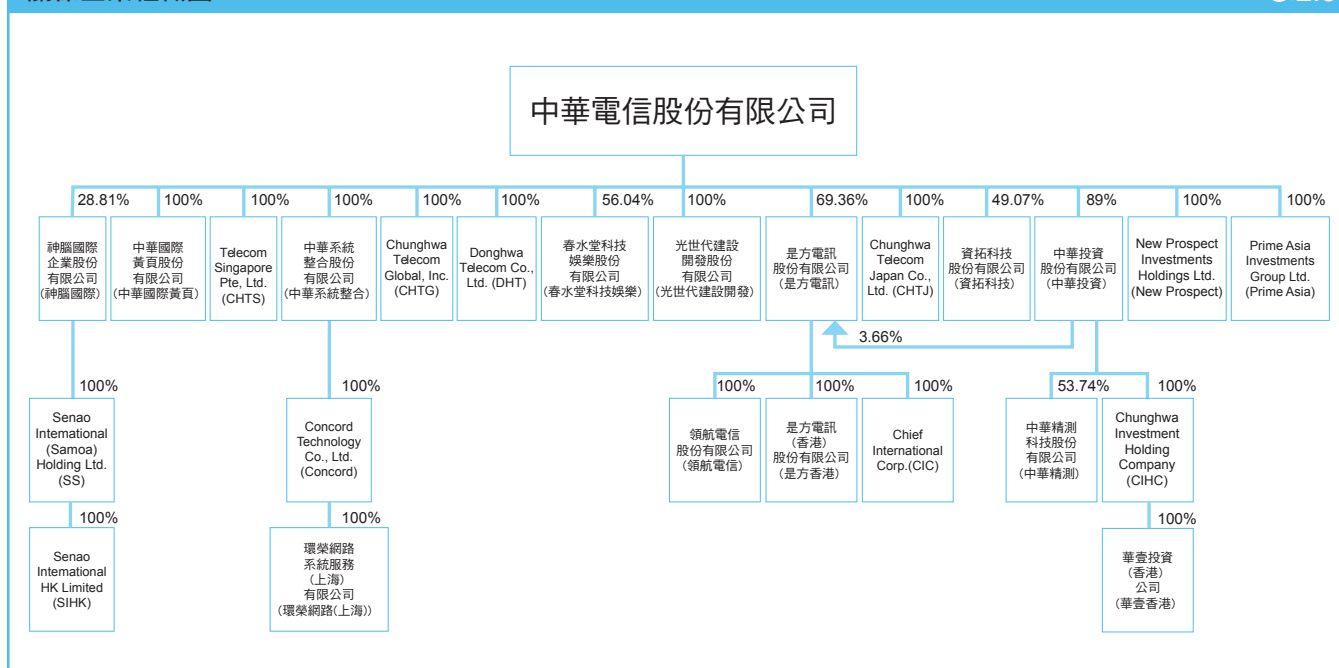 中華電信股份有限公司
28.81%
100%
100%
100%
100%
100%
56.04%
100%
69.36%
100%
49.07%
89%
100%
100%
神腦國際
企業股份
有限公司
(神腦國際)
中華國際
黃頁股份
有限公司
(中華國際黃頁)
Telecom
Singapore
Pte, Ltd.
(CHTS)
中華系統
整合股份
有限公司
(中華系統整合)
Chunghwa
Telecom
Global, Inc.
(CHTG)
Donghwa
Telecom Co.,
Ltd. (DHT)
春水堂科技
娛樂股份
有限公司
(春水堂科技娛樂)
光世代建設
開發股份
有限公司
(光世代建設開發)
是方電訊
股份有限公司
(是方電訊)
Chunghwa
Telecom
Japan Co.,
Ltd. (CHTJ)
資拓科技
股份有限公司
(資拓科技)
中華投資
股份有限公司
(中華投資)
New Prospect
Investments
Holdings Ltd.
(New Prospect)
Prime Asia
Investments
Group Ltd.
(Prime Asia)
3.66%
100%
100%
100%
100%
100%
53.74%
100%
Senao
International
(Samoa)
Holding Ltd.
(SS)
Concord
Technology
Co., Ltd.
(Concord)
領航電信
股份有限公司
(領航電信)
是方電訊
(香港)
股份有限公司
(是方香港)
Chief
International
Corp.(CIC)
中華精測
科技股份
有限公司
(中華精測)
Chunghwa
Investment
Holding
Company
(CIHC)
100%
100%
100%
Senao
International
HK Limited
(SIHK)
環榮網路
系統服務
(上海)
有限公司
(環榮網路(上海))
華壹投資
(香港)
公司
(華壹香港)